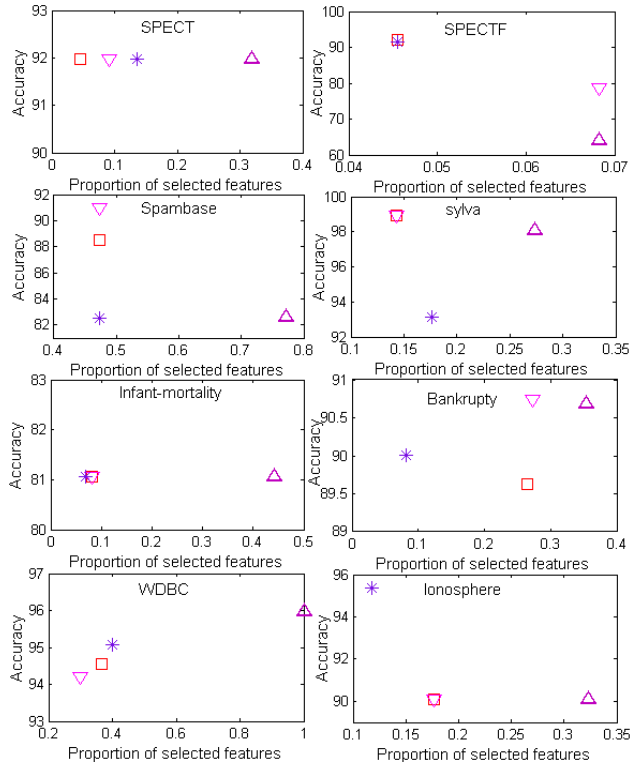 SPECT
Accuracy
92
91
90
0 0.1 0.2 0.3 0.4
Proportion of selected features
SPECTF
Accuracy
100
90
80
70
60
0.04 0.05 0.06 0.07
Proportion of selected features
Spambase
Accuracy
92
90
88
86
84
82
0.4 0.5 0.6 0.7 0.8
Proportion of selected features
sylva
Accuracy
100
98
96
94
92
0.1 0.15 0.2 0.25 0.3 0.35
Proportion of selected features
Infant-mortality
Accuracy
83
82
81
80
0 0.1 0.2 0.3 0.4 0.5
Proportion of selected features
Bankrupty
Accuracy
91
90.5
90
89.5
89
0 0.1 0.2 0.3 0.4
Proportion of selected features
WDBC
Accuracy
97
96
95
94
93
0.2 0.4 0.6 0.8 1
Proportion of selected features
Ionosphere
Accuracy
96
94
92
90
0.1 0.15 0.2 0.25 0.3 0.35
Proportion of selected features